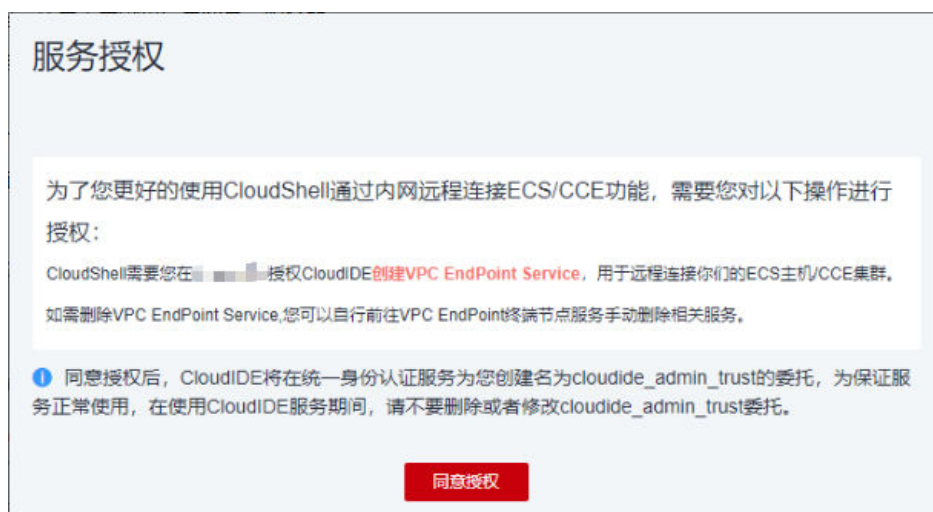 服务授权
为了您更好的使用CloudShell通过内网远程连接ECS/CCE功能，需要您对以下操作进行
授权：
CloudShell需要您在授权CloudIDE创建VPC EndPoint Service，用于远程连接你们的ECS主机/CCE集群。
如需删除VPC EndPoint Service,您可以自行前往VPC EndPoint终端节点服务手动删除相关服务。
同意授权后，CloudIDE将在统一身份认证服务为您创建名为cloudide_admin_trust的委托，为保证服
务正常使用，在使用CloudIDE服务期间，请不要删除或者修改cloudide_admin_trust委托。
同意授权